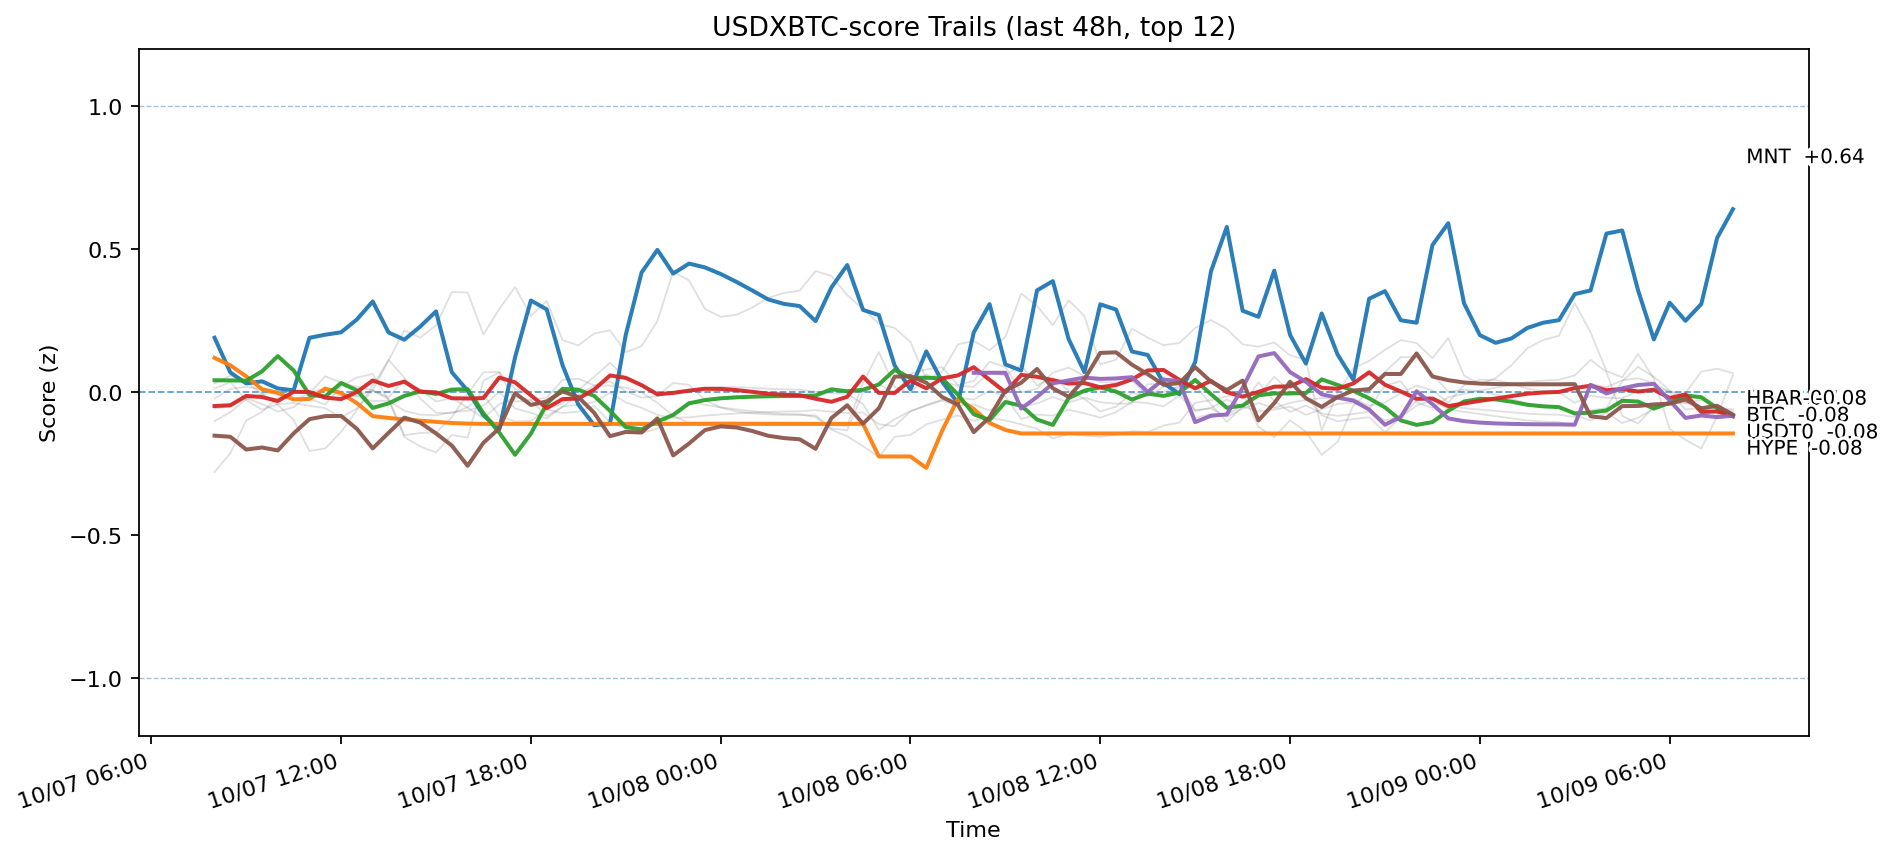 USDXBTC-score Trails (last 48h, top 12)
Score (z)
1.0
0.5
0.0
−0.5
−1.0
MNT +0.64
HBAR -0.08
BTC -0.08
USDT0 -0.08
HYPE -0.08
10/07 06:00
10/07 12:00
10/07 18:00
10/08 00:00
10/08 06:00
10/08 12:00
10/08 18:00
10/09 00:00
10/09 06:00
Time